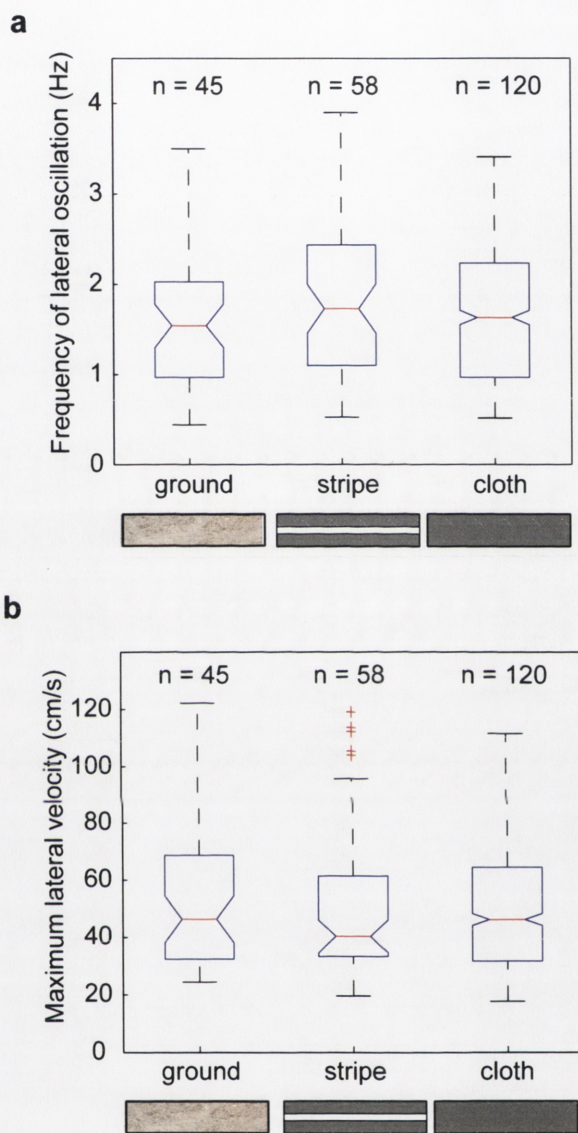 a
Frequency of lateral oscillation (Hz)
4
3
2
1
0
n = 45 n = 58 n = 120
ground stripe cloth
b
Maximum lateral velocity (cm/s)
120
100
80
60
40
20
0
n = 45 n = 58 n = 120
ground stripe cloth